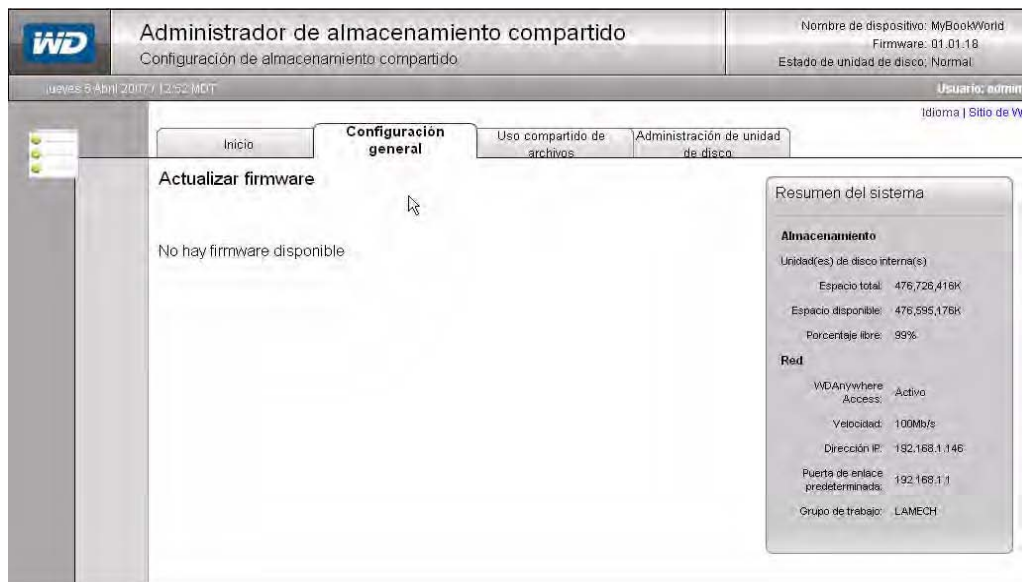 WD
Administrador de almacenamiento compartido
Configuración de almacenamiento compartido
Nombre de dispositivo: MyBookWorld
Firmware: 01.01.18
Estado de unidad de disco: Normal
jueves 5 Abril 2007 / 12:52 MDT
Usuario: admin
Idioma | Sitio de W
Inicio
Configuración general
Uso compartido de archivos
Administración de unidad de disco
Actualizar firmware
No hay firmware disponible
Resumen del sistema
Almacenamiento
Unidad(es) de disco interna(s)
Espacio total: 476,726,416K
Espacio disponible: 476,595,176K
Porcentaje libre: 99%
Red
WDAnywhere Access: Activo
Velocidad: 100Mb/s
Dirección IP: 192.168.1.146
Puerta de enlace predeterminada: 192.168.1.1
Grupo de trabajo: LAMECH